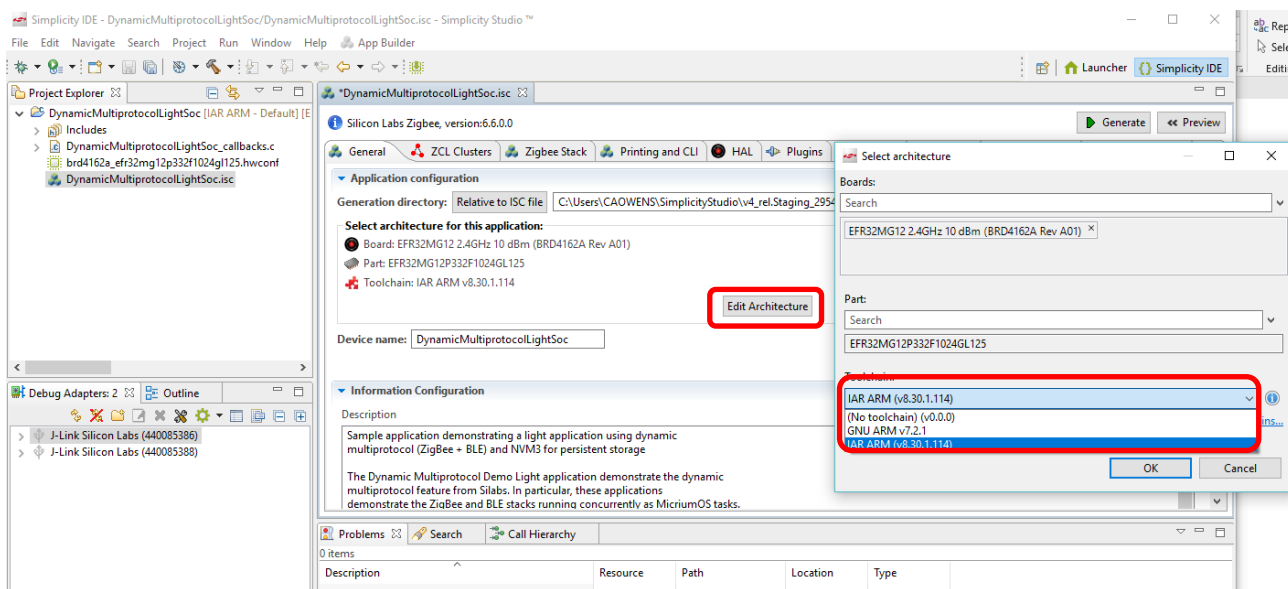 Simplicity IDE - DynamicMultiprotocolLightSoc/DynamicMultiprotocolLightSoc.isc - Simplicity Studio ™
File Edit Navigate Search Project Run Window Help App Builder
Launcher Simplicity IDE
Project Explorer
DynamicMultiprotocolLightSoc [IAR ARM - Default] [E
Includes
DynamicMultiprotocolLightSoc_callbacks.c
brd4162a_efr32mg12p332f1024gl125.hwconf
DynamicMultiprotocolLightSoc.isc
Debug Adapters: 2 Outline
J-Link Silicon Labs (440085386)
J-Link Silicon Labs (440085388)
*DynamicMultiprotocolLightSoc.isc
Silicon Labs Zigbee, version:6.6.0.0
Generate Preview
General ZCL Clusters Zigbee Stack Printing and CLI HAL Plugins
Application configuration
Generation directory: Relative to ISC file C:\Users\CAOWENS\SimplicityStudio\v4_rel.Staging_2954
Select architecture for this application:
Board: EFR32MG12 2.4GHz 10 dBm (BRD4162A Rev A01)
Part: EFR32MG12P332F1024GL125
Toolchain: IAR ARM v8.30.1.114
Edit Architecture
Device name: DynamicMultiprotocolLightSoc
Information Configuration
Description
Sample application demonstrating a light application using dynamic
multiprotocol (ZigBee + BLE) and NVM3 for persistent storage
The Dynamic Multiprotocol Demo Light application demonstrate the dynamic
multiprotocol feature from Silabs. In particular, these applications
demonstrate the ZigBee and BLE stacks running concurrently as MicriumOS tasks.
Problems Search Call Hierarchy
0 items
Description Resource Path Location Type
Select architecture
Boards:
Search
EFR32MG12 2.4GHz 10 dBm (BRD4162A Rev A01) ×
Part:
Search
EFR32MG12P332F1024GL125
Toolchain:
IAR ARM (v8.30.1.114)
(No toolchain) (v0.0.0)
GNU ARM v7.2.1
IAR ARM (v8.30.1.114)
ins...
OK Cancel
Rep
Sele
Editi